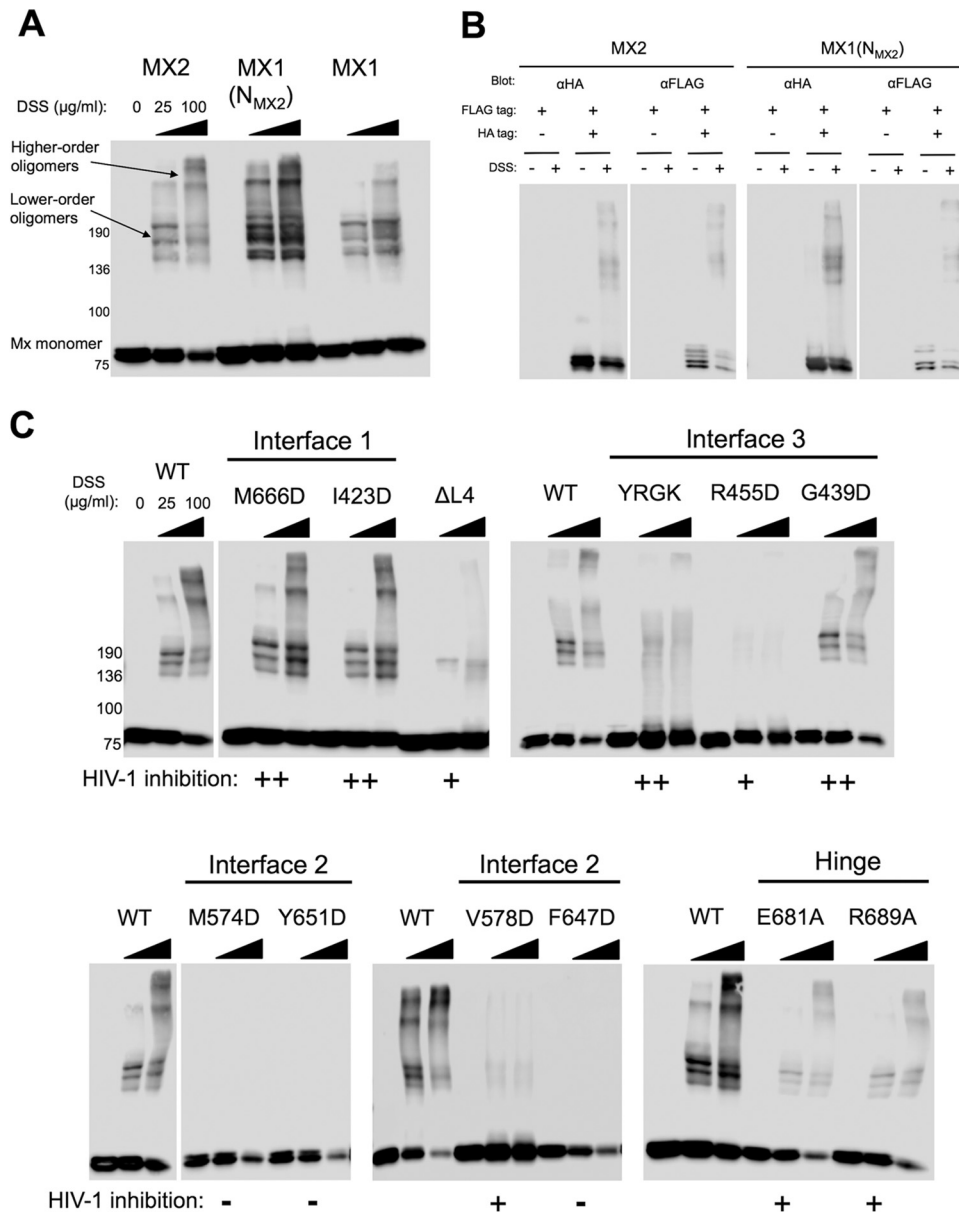 A
MX2 MX1 (NMX2) MX1
DSS (µg/ml): 0 25 100
Higher-order oligomers
Lower-order oligomers
190
136
100
Mx monomer
75
B
MX2 MX1(NMX2)
Blot: αHA αFLAG αHA αFLAG
FLAG tag: + + + + + + + +
HA tag: - + - + - + - +
DSS: - + - + - + - + - + - + - + - +
C
Interface 1
WT M666D I423D ΔL4
DSS (µg/ml): 0 25 100
190
136
100
75
HIV-1 inhibition: ++ ++ +
Interface 3
WT YRGK R455D G439D
++ + ++
Interface 2
WT M574D Y651D
HIV-1 inhibition: - -
Interface 2
WT V578D F647D
+ -
Hinge
WT E681A R689A
+ +